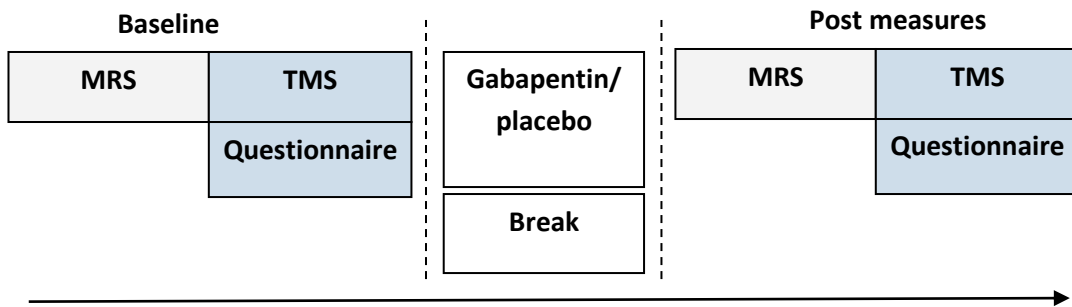 Baseline
Post measures
MRS
TMS
Questionnaire
Gabapentin/
placebo
Break
MRS
TMS
Questionnaire